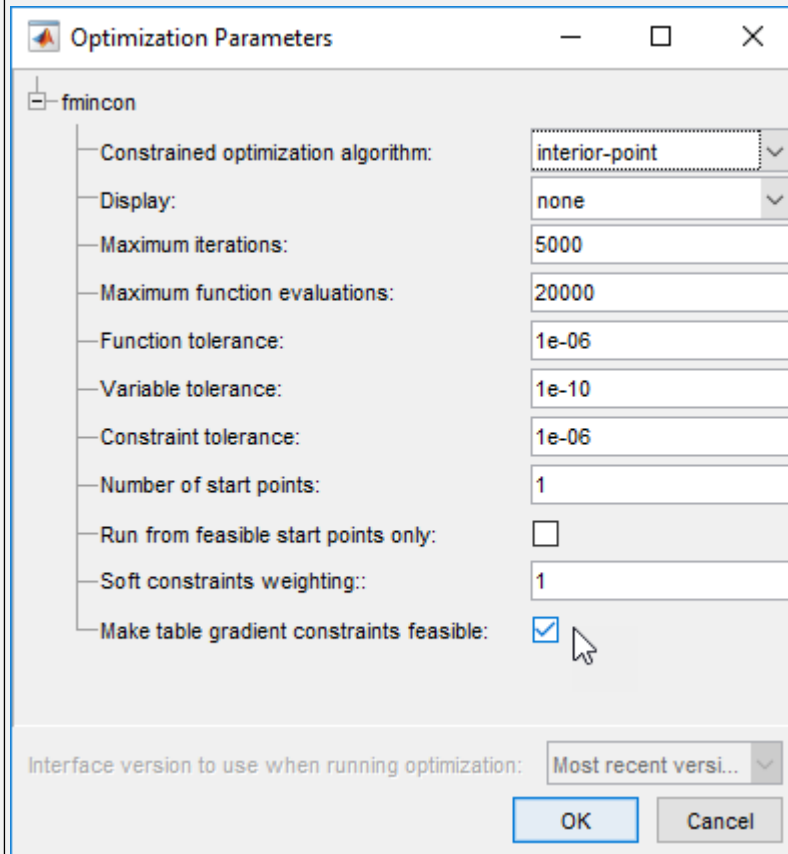 Optimization Parameters
fmincon
Constrained optimization algorithm: interior-point
Display: none
Maximum iterations: 5000
Maximum function evaluations: 20000
Function tolerance: 1e-06
Variable tolerance: 1e-10
Constraint tolerance: 1e-06
Number of start points: 1
Run from feasible start points only:
Soft constraints weighting:: 1
Make table gradient constraints feasible:
Interface version to use when running optimization: Most recent versi...
OK Cancel